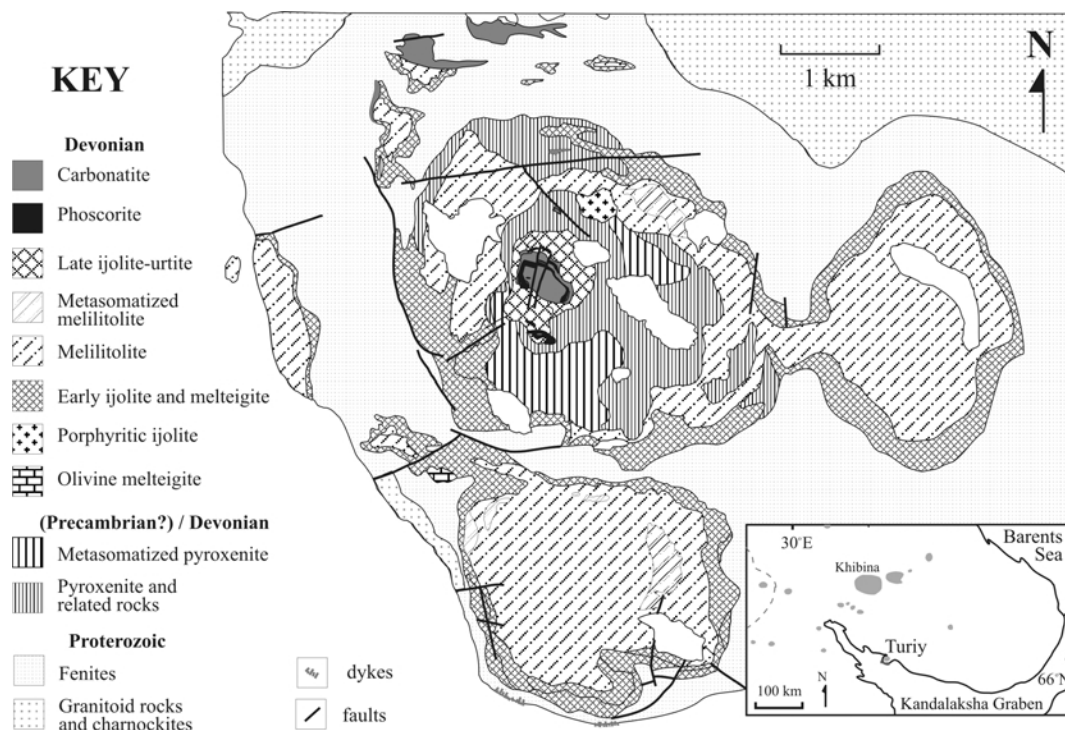 KEY
Devonian
Carbonatite
Phoscorite
Late ijolite-urtite
Metasomatized
melilitolite
Melilitolite
Early ijolite and melteigite
Porphyritic ijolite
Olivine melteigite
(Precambrian?) / Devonian
Metasomatized pyroxenite
Pyroxenite and
related rocks
Proterozoic
Fenites
Granitoid rocks
and charnockites
dykes
faults
1 km
N
30°E
Barents
Sea
Khibina
Turiy
N
66°N
100 km
Kandalaksha Graben